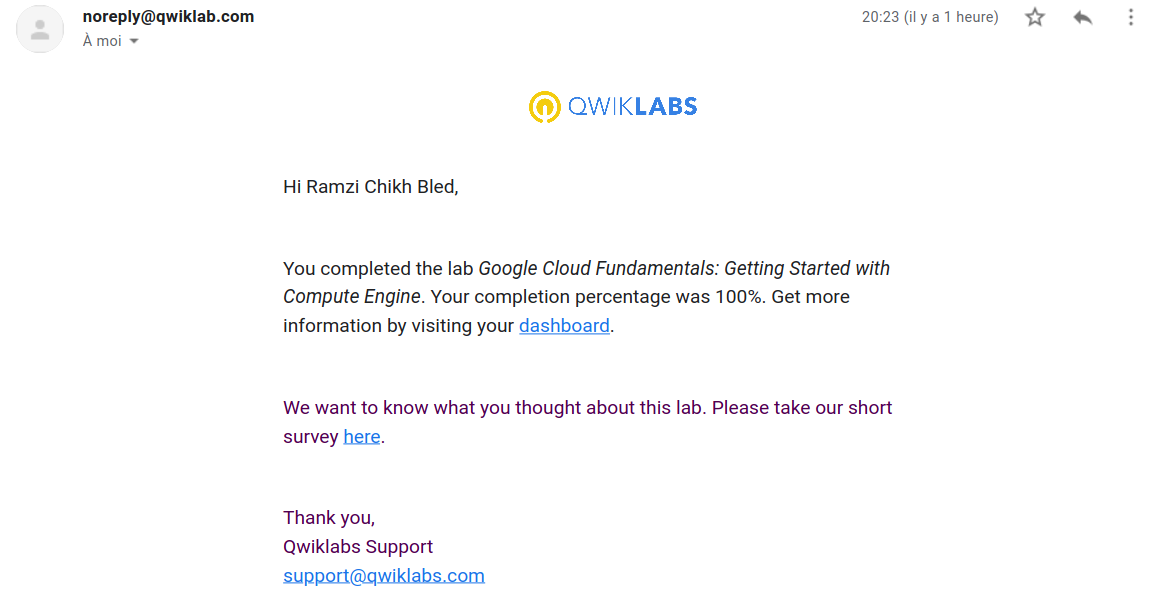 noreply@qwiklab.com
20:23 (il y a 1 heure)
À moi
QWIKLABS
Hi Ramzi Chikh Bled,
You completed the lab Google Cloud Fundamentals: Getting Started with
Compute Engine. Your completion percentage was 100%. Get more
information by visiting your dashboard.
We want to know what you thought about this lab. Please take our short
survey here.
Thank you,
Qwiklabs Support
support@qwiklabs.com